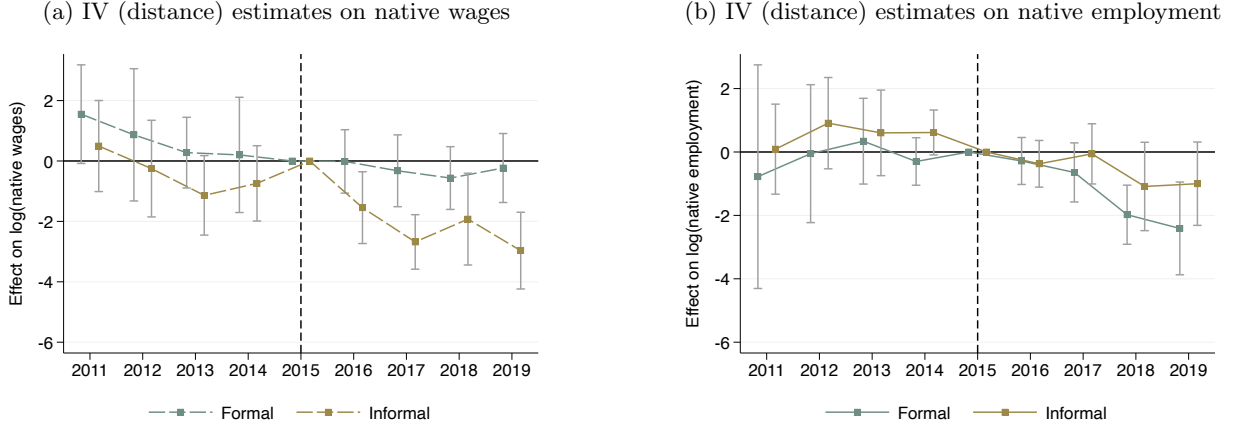 (a) IV (distance) estimates on native wages
Effect on log(native wages)
2
0
-2
-4
-6
2011 2012 2013 2014 2015 2016 2017 2018 2019
Formal Informal
(b) IV (distance) estimates on native employment
Effect on log(native employment)
2
0
-2
-4
-6
2011 2012 2013 2014 2015 2016 2017 2018 2019
Formal Informal